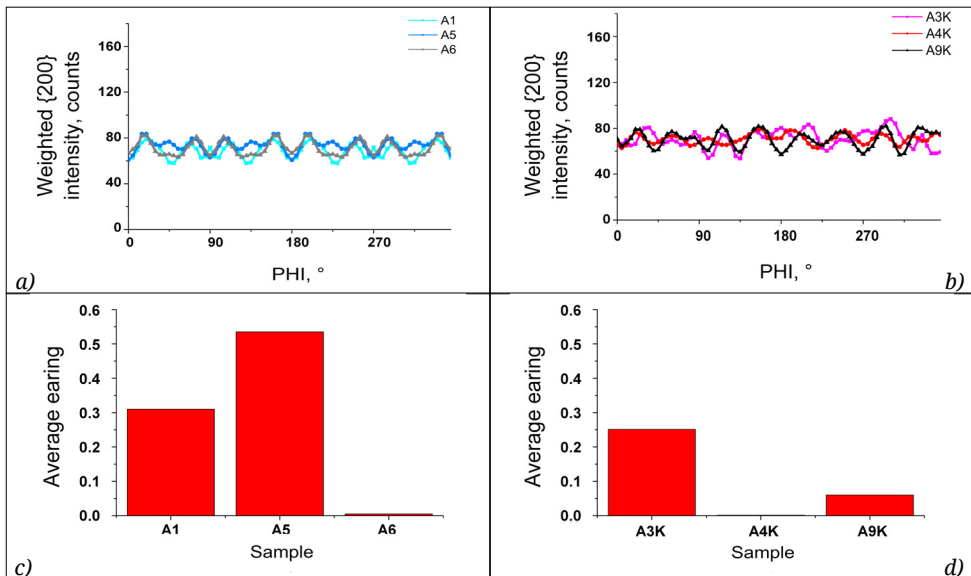 Weighted {200}
intensity, counts
160
120
80
40
0
0 90 180 270
PHI, °
A1
A5
A6
a)
Weighted {200}
intensity, counts
160
120
80
40
0
0 90 180 270
PHI, °
A3K
A4K
A9K
b)
Average earing
0.6
0.5
0.4
0.3
0.2
0.1
0.0
A1 A5 A6
Sample
c)
Average earing
0.6
0.5
0.4
0.3
0.2
0.1
0.0
A3K A4K A9K
Sample
d)